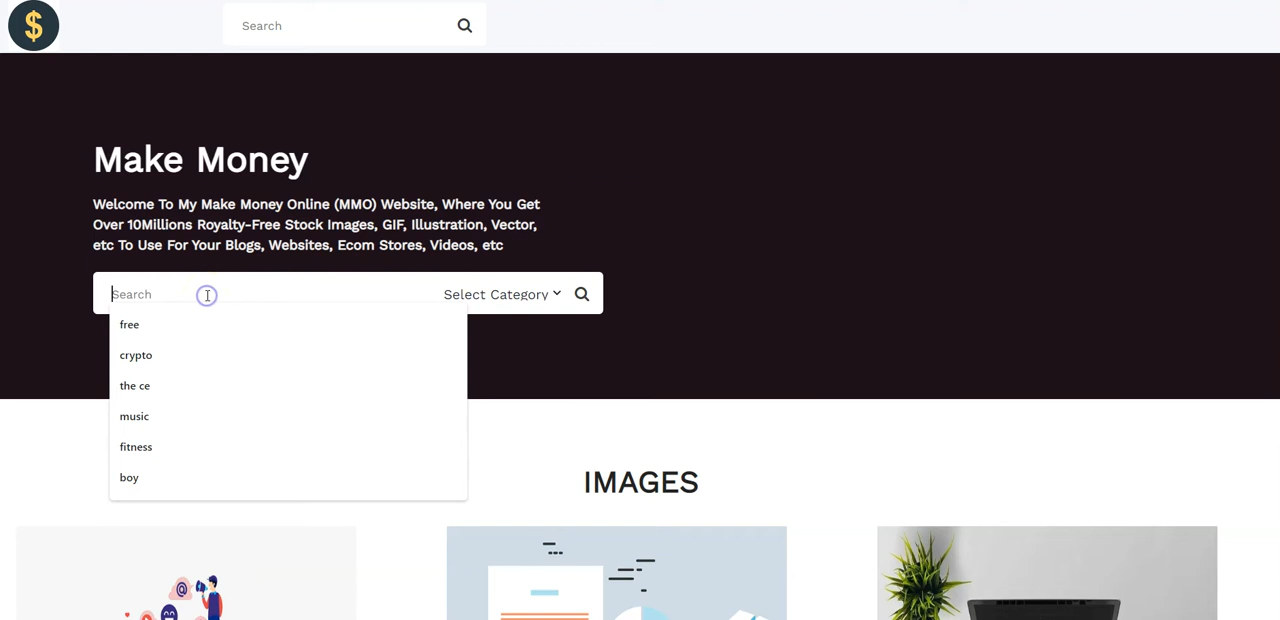 $
Search
Make Money
Welcome To My Make Money Online (MMO) Website, Where You Get
Over 10Millions Royalty-Free Stock Images, GIF, Illustration, Vector,
etc To Use For Your Blogs, Websites, Ecom Stores, Videos, etc
Search Select Category
free
crypto
the ce
music
fitness
boy
IMAGES
@